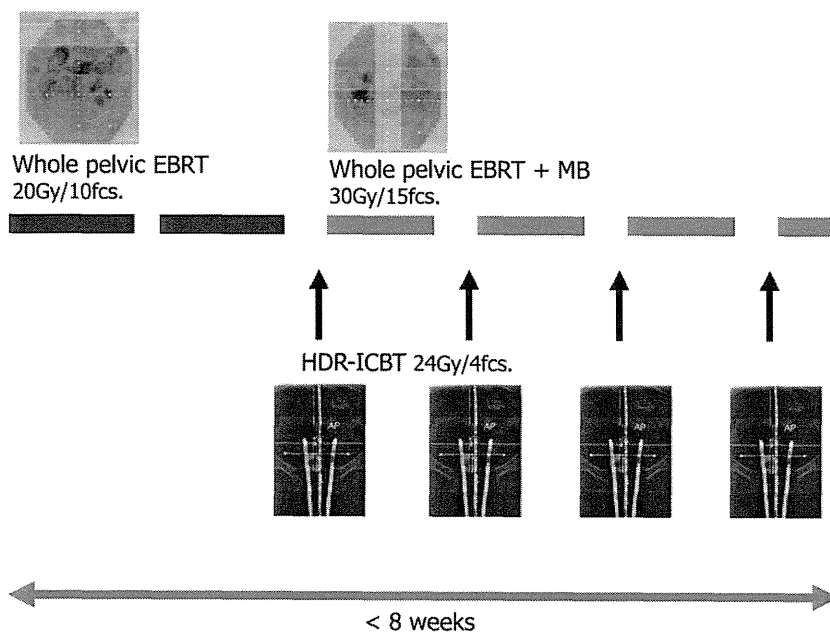 Whole pelvic EBRT
20Gy/10fcs.
Whole pelvic EBRT + MB
30Gy/15fcs.
HDR-ICBT 24Gy/4fcs.
AP
AP
AP
AP
< 8 weeks